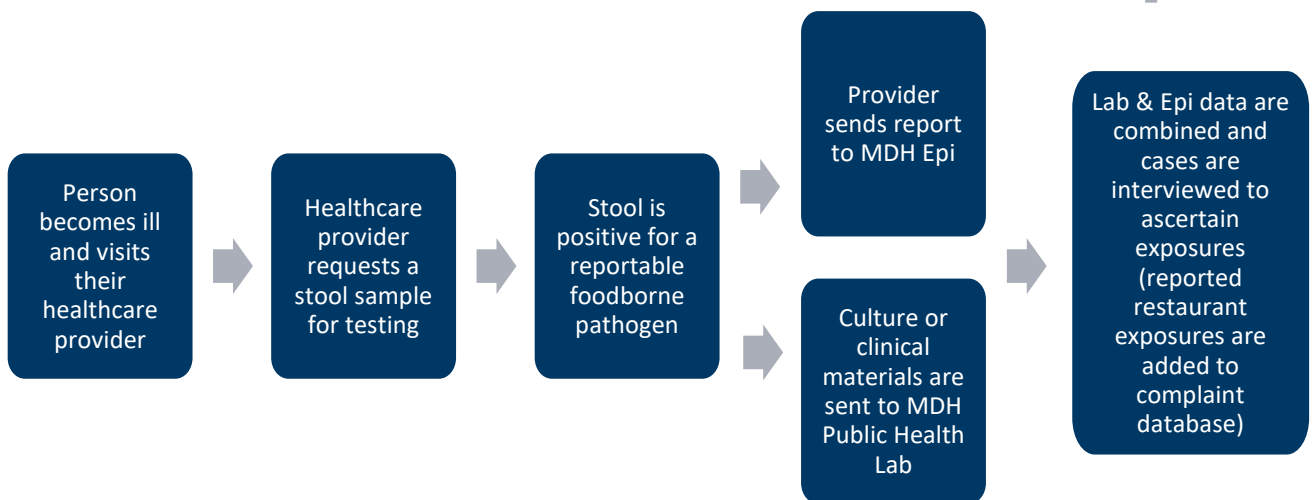 Person
becomes ill
and visits
their
healthcare
provider
Healthcare
provider
requests a
stool sample
for testing
Stool is
positive for a
reportable
foodborne
pathogen
Provider
sends report
to MDH Epi
Culture or
clinical
materials are
sent to MDH
Public Health
Lab
Lab & Epi data are
combined and
cases are
interviewed to
ascertain
exposures
(reported
restaurant
exposures are
added to
complaint
database)